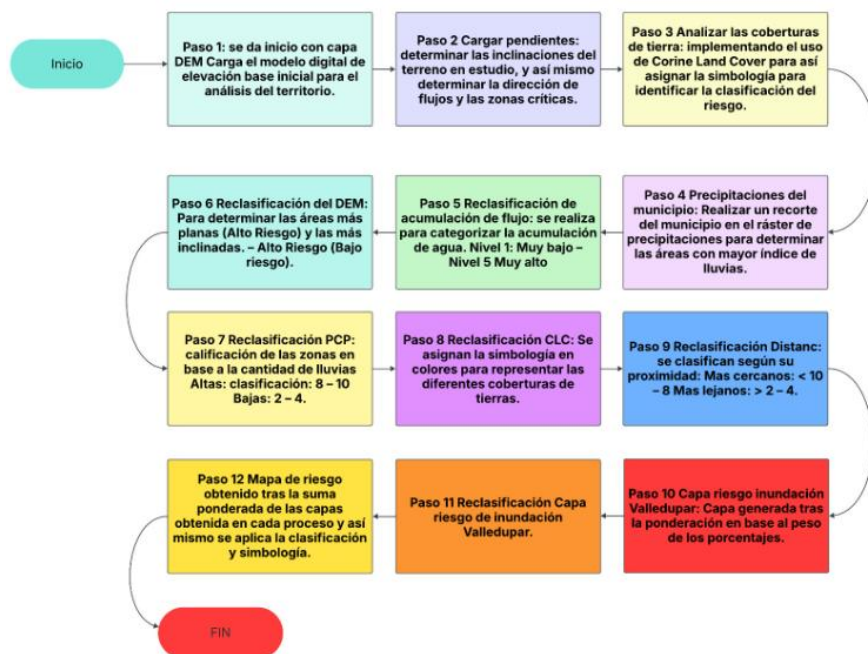 Inicio
Paso 1: se da inicio con capa
DEM Carga el modelo digital de
elevación base inicial para el
análisis del territorio.
Paso 2 Cargar pendientes:
determinar las inclinaciones del
terreno en estudio, y así mismo
determinar la dirección de
flujos y las zonas críticas.
Paso 3 Analizar las coberturas
de tierra: implementando el uso
de Corine Land Cover para así
asignar la simbología para
identificar la clasificación del
riesgo.
Paso 4 Precipitaciones del
municipio: Realizar un recorte
del municipio en el ráster de
precipitaciones para determinar
las áreas con mayor índice de
lluvias.
Paso 5 Reclasificación de
acumulación de flujo: se realiza
para categorizar la acumulación
de agua. Nivel 1: Muy bajo –
Nivel 5 Muy alto
Paso 6 Reclasificación del DEM:
Para determinar las áreas más
planas (Alto Riesgo) y las más
inclinadas. – Alto Riesgo (Bajo
riesgo).
Paso 7 Reclasificación PCP:
calificación de las zonas en
base a la cantidad de lluvias
Altas: clasificación: 8 – 10
Bajas: 2 – 4.
Paso 8 Reclasificación CLC: Se
asignan la simbología en
colores para representar las
diferentes coberturas de
tierras.
Paso 9 Reclasificación Distanc:
se clasifican según su
proximidad: Mas cercanos: < 10
– 8 Mas lejanos: > 2 – 4.
Paso 10 Capa riesgo inundación
Valledupar: Capa generada tras
la ponderación en base al peso
de los porcentajes.
Paso 11 Reclasificación Capa
riesgo de inundación
Valledupar.
Paso 12 Mapa de riesgo
obtenido tras la suma
ponderada de las capas
obtenida en cada proceso y así
mismo se aplica la clasificación
y simbología.
FIN